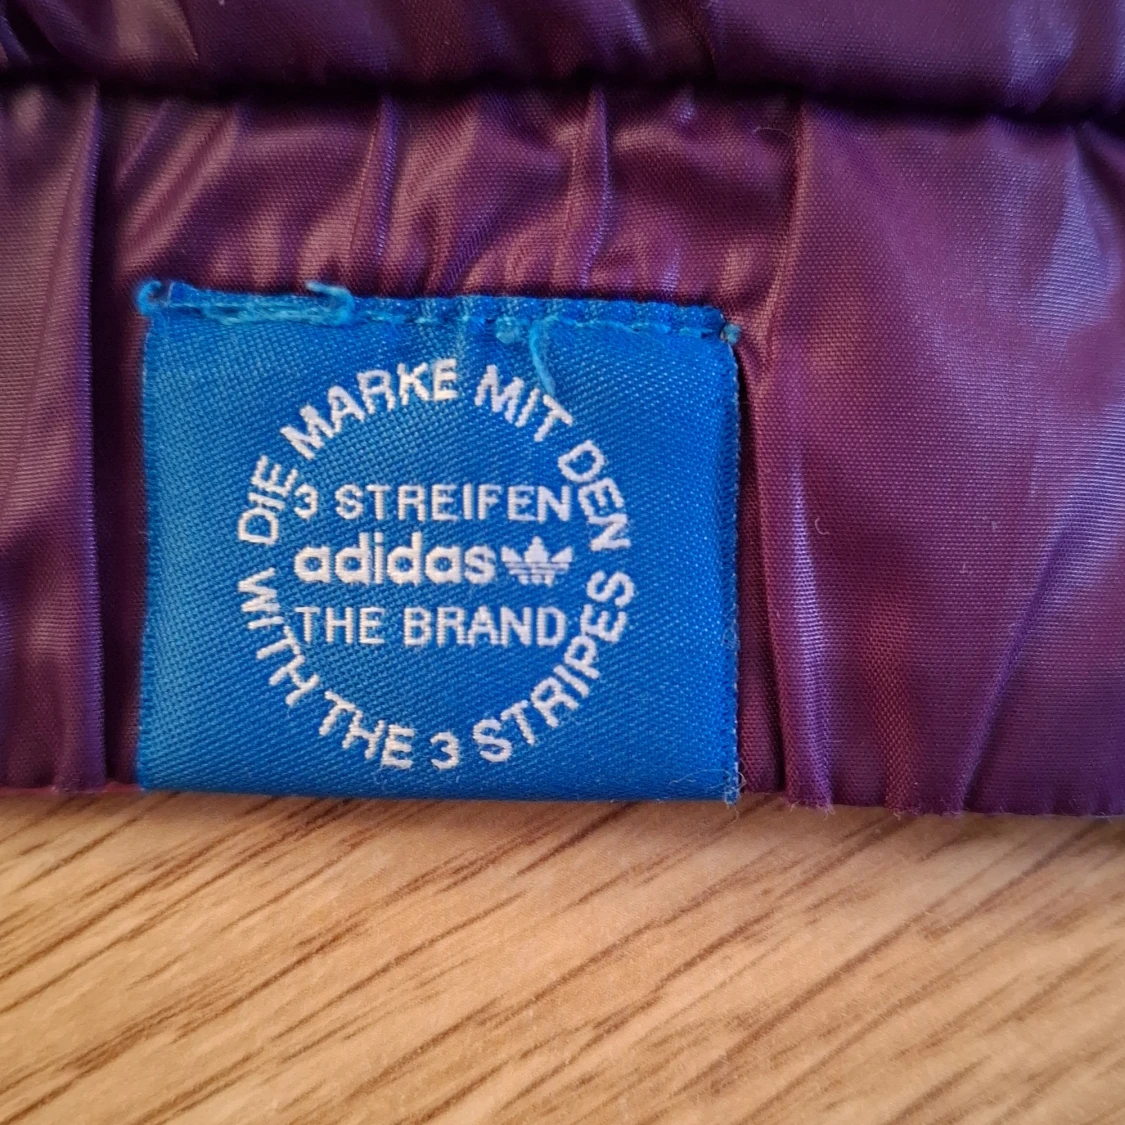 DIE MARKE MIT DEN
3 STREIFEN
adidas
THE BRAND
WITH THE 3 STRIPES